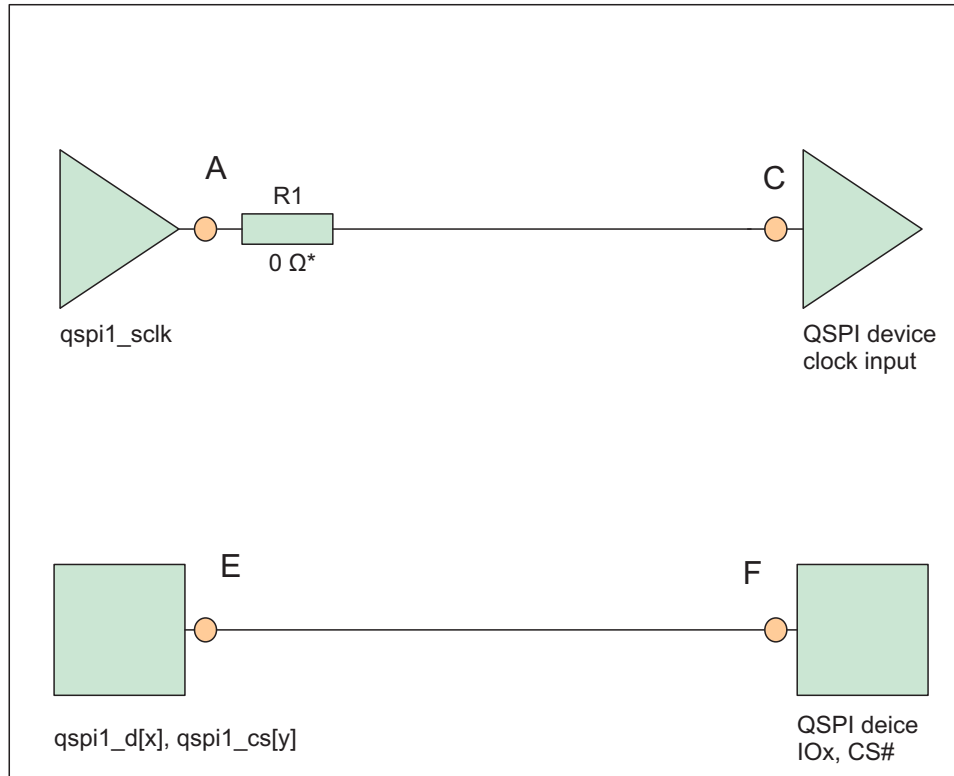 A
R1
0 Ω*
C
qspi1_sclk
QSPI device
clock input
E
F
qspi1_d[x], qspi1_cs[y]
QSPI deice
IOx, CS#